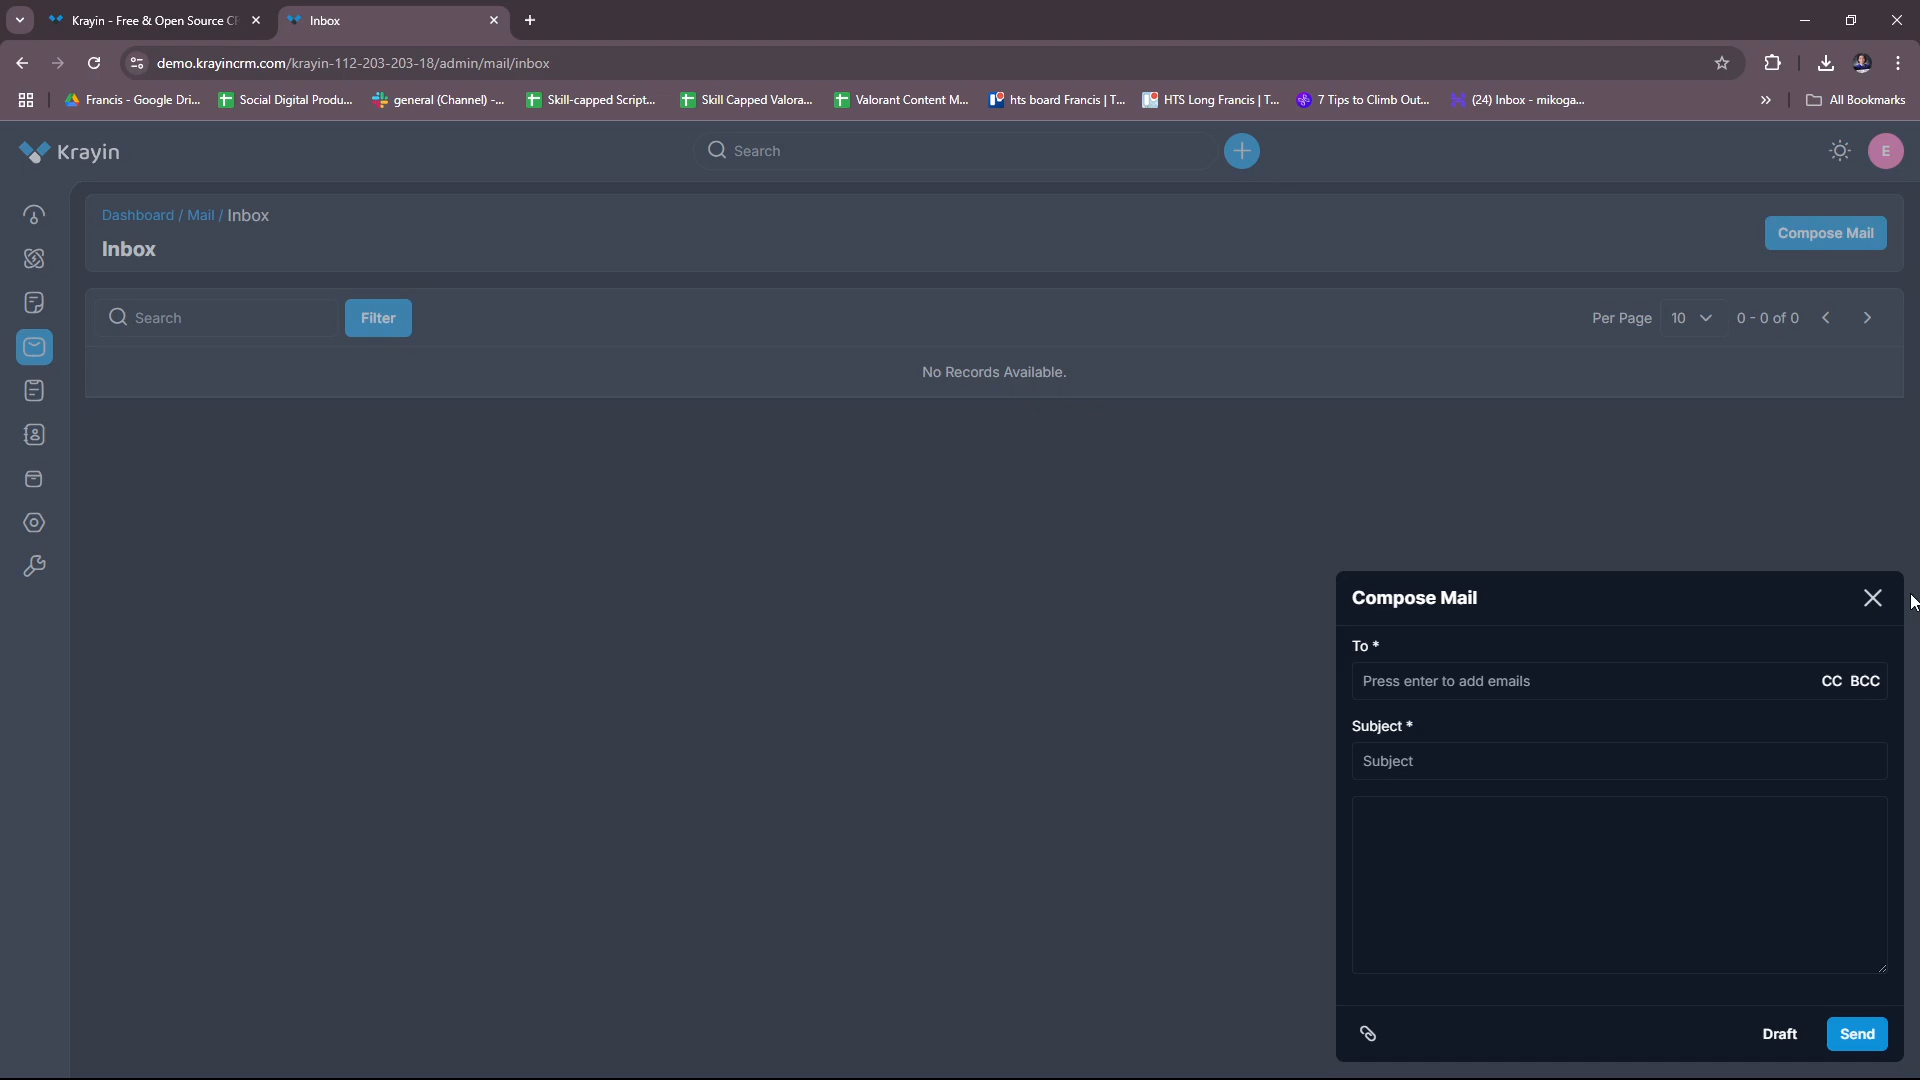 Krayin - Free & Open Source CR
Inbox
demo.krayincrm.com/krayin-112-203-203-18/admin/mail/inbox
Francis - Google Dri...
Social Digital Produ...
general (Channel) -...
Skill-capped Script...
Skill Capped Valora...
Valorant Content M...
hts board Francis | T...
HTS Long Francis | T...
7 Tips to Climb Out...
(24) Inbox - mikoga...
All Bookmarks
Krayin
Search
E
Dashboard / Mail / Inbox
Inbox
Compose Mail
Search
Filter
Per Page 10 0 - 0 of 0
No Records Available.
Compose Mail
To *
Press enter to add emails CC BCC
Subject *
Subject
Draft Send